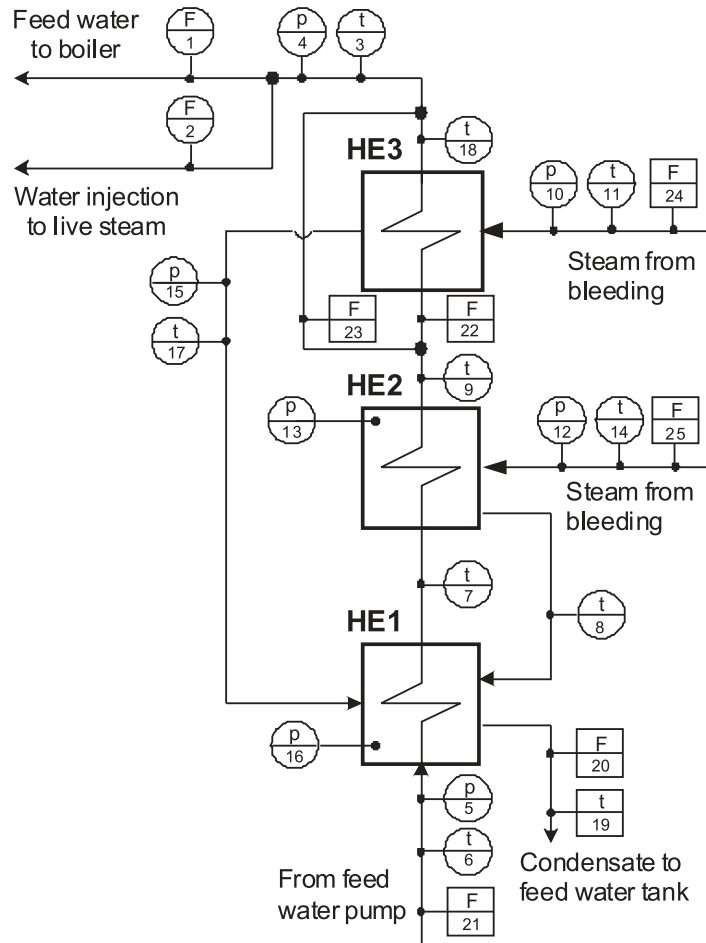 Feed water
to boiler
F
1
p
4
t
3
F
2
Water injection
to live steam
HE3
t
18
p
10
t
11
F
24
Steam from
bleeding
p
15
t
17
F
23
F
22
HE2
t
9
p
13
p
12
t
14
F
25
Steam from
bleeding
t
7
t
8
HE1
p
16
F
20
p
5
t
19
t
6
From feed
water pump
F
21
Condensate to
feed water tank